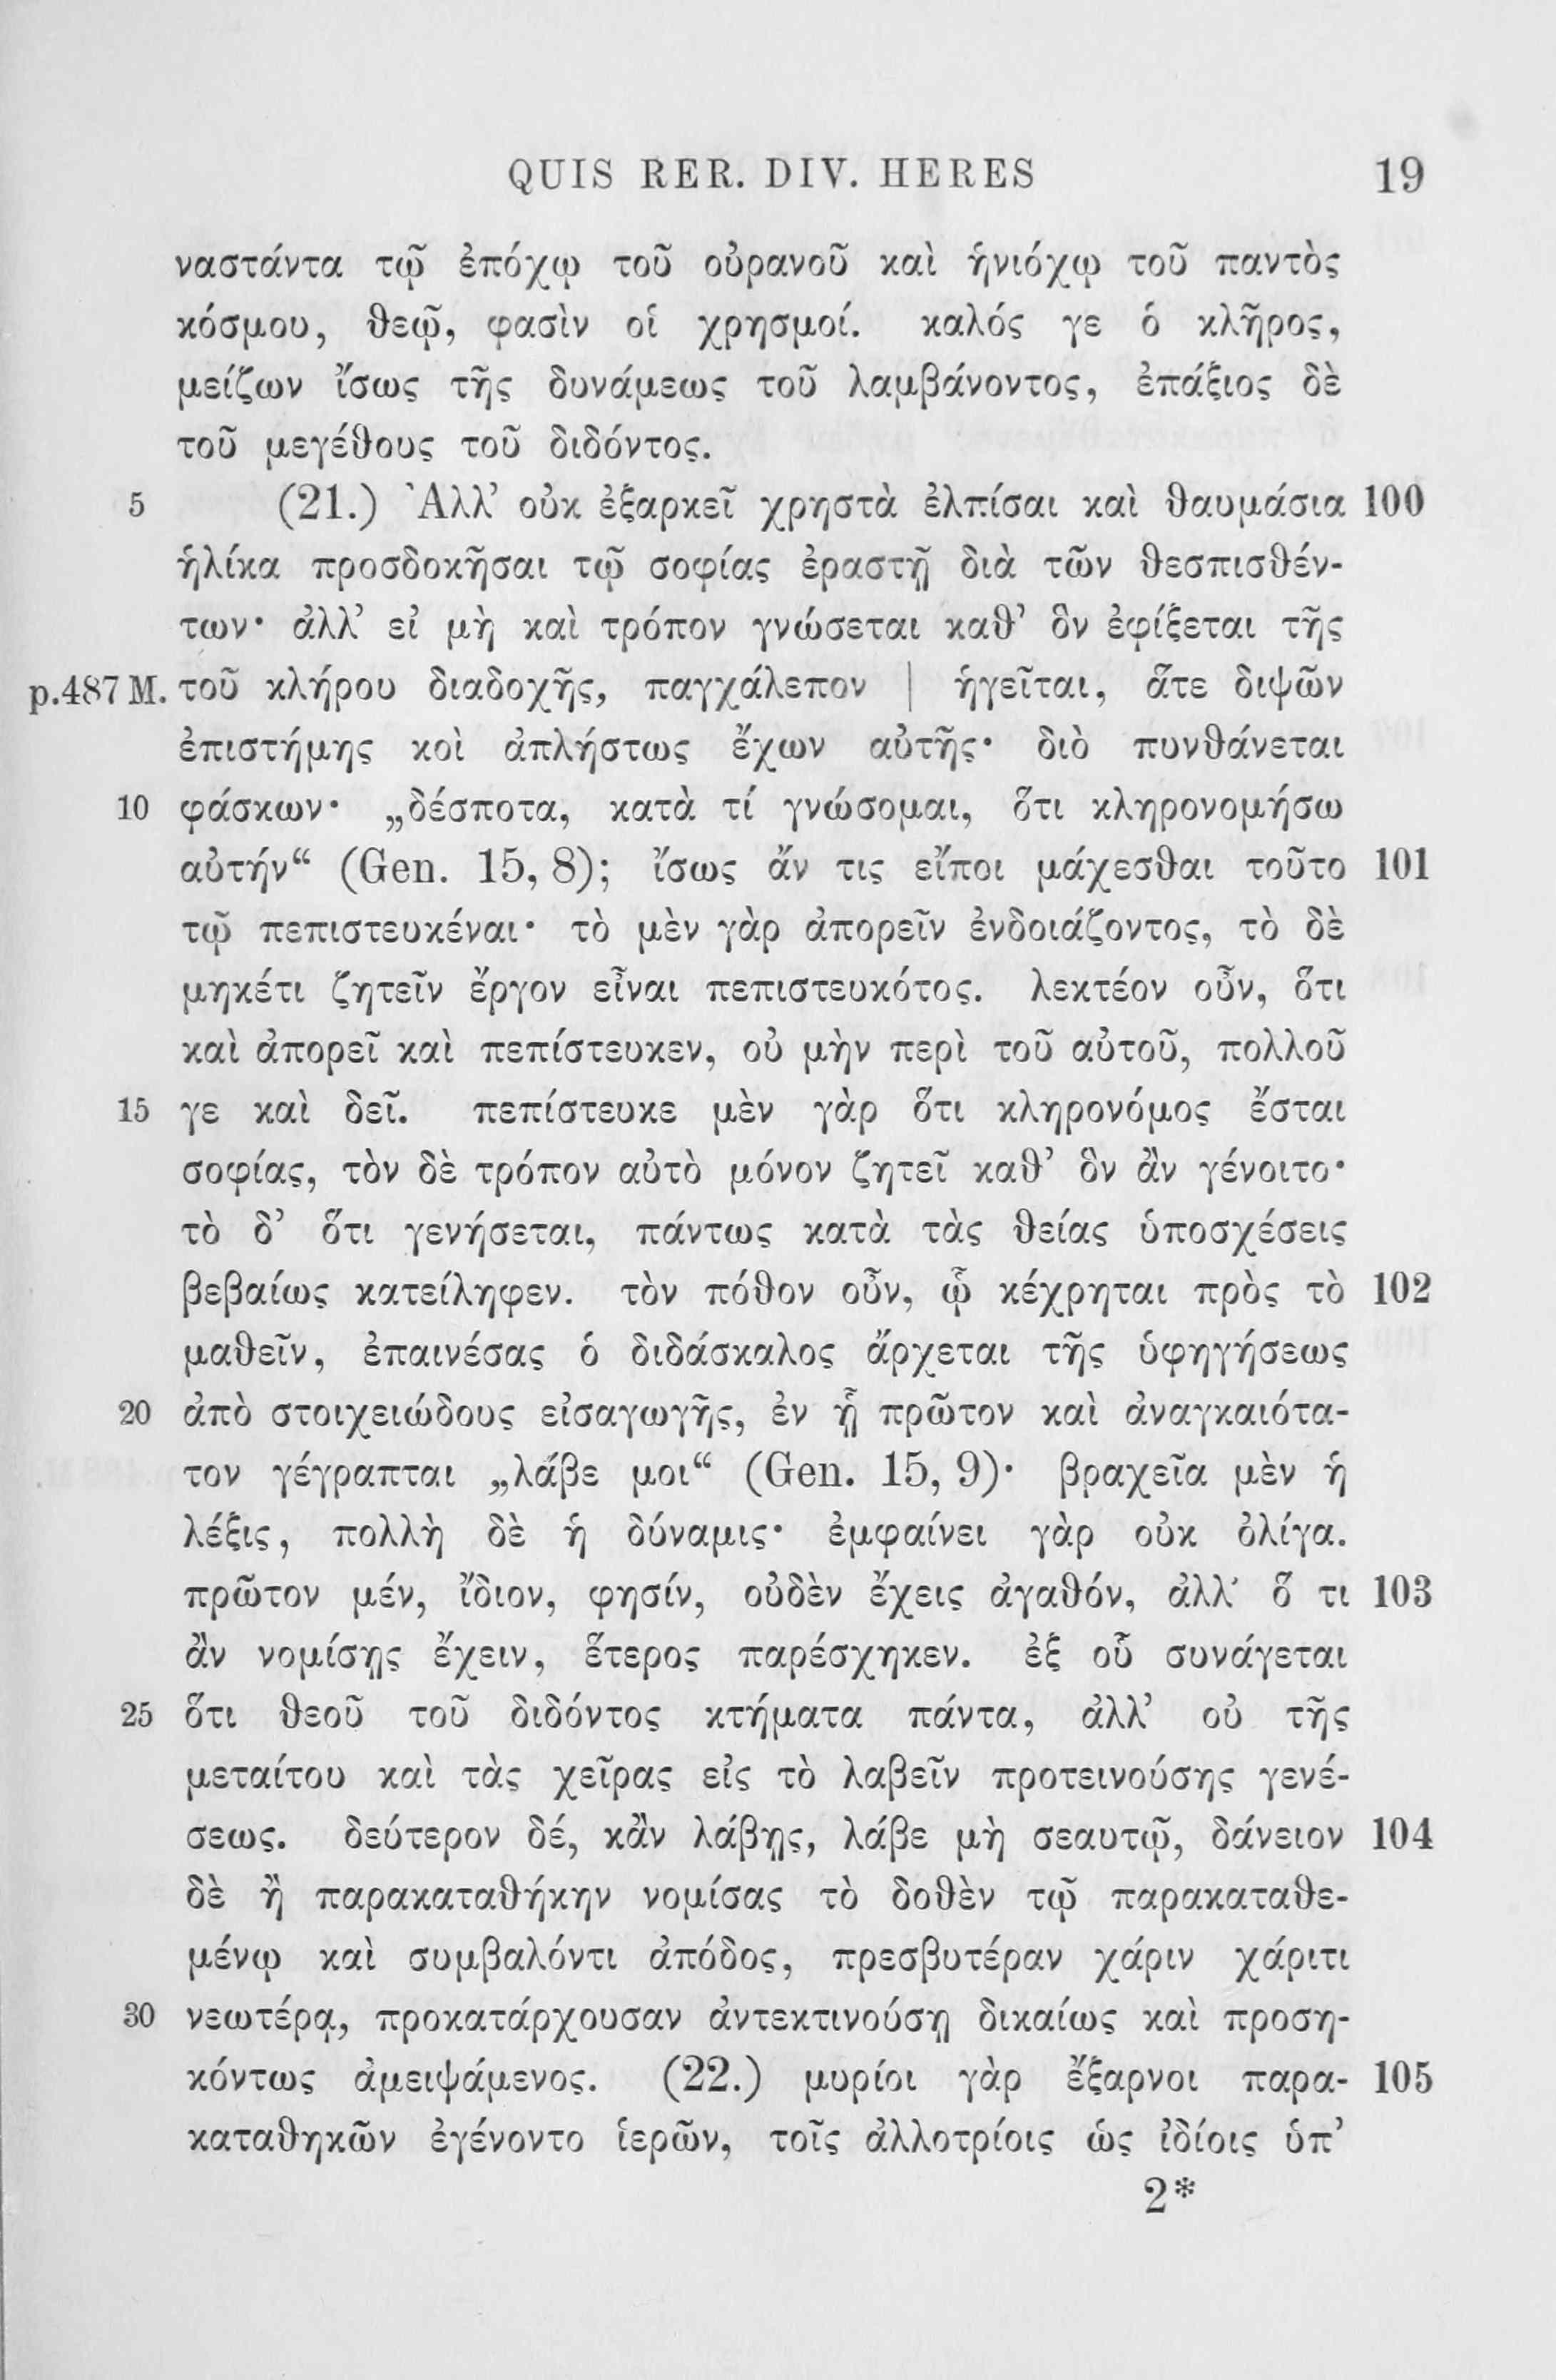 QUIS RER. DIV. HERES 19
ναστάντα τῷ ἐπόχῳ τοῦ οὐρανοῦ καὶ ἡνιόχῳ τοῦ παντὸς
κόσμου, θεῷ, φασὶν οἱ χρησμοί. καλός γε ὁ κλῆρος,
μείζων ἴσως τῆς δυνάμεως τοῦ λαμβάνοντος, ἐπάξιος δὲ
τοῦ μεγέθους τοῦ διδόντος.
5 (21.) Ἀλλ’ οὐκ ἐξαρκεῖ χρηστὰ ἐλπίσαι καὶ θαυμάσια 100
ἡλίκα προσδοκῆσαι τῷ σοφίας ἐραστῇ διὰ τῶν θεσπισθέν-
των· ἀλλ’ εἰ μὴ καὶ τρόπον γνώσεται καθ’ ὃν ἐφίξεται τῆς
p.487 M. τοῦ κλήρου διαδοχῆς, παγχάλεπον | ἡγεῖται, ἅτε διψῶν
ἐπιστήμης κοὶ ἀπλήστως ἔχων αὐτῆς· διὸ πυνθάνεται
10 φάσκων· „δέσποτα, κατὰ τί γνώσομαι, ὅτι κληρονομήσω
αὐτήν“ (Gen. 15, 8); ἴσως ἄν τις εἴποι μάχεσθαι τοῦτο 101
τῷ πεπιστευκέναι· τὸ μὲν γὰρ ἀπορεῖν ἐνδοιάζοντος, τὸ δὲ
μηκέτι ζητεῖν ἔργον εἶναι πεπιστευκότος. λεκτέον οὖν, ὅτι
καὶ ἀπορεῖ καὶ πεπίστευκεν, οὐ μὴν περὶ τοῦ αὐτοῦ, πολλοῦ
15 γε καὶ δεῖ. πεπίστευκε μὲν γὰρ ὅτι κληρονόμος ἔσται
σοφίας, τὸν δὲ τρόπον αὐτὸ μόνον ζητεῖ καθ’ ὃν ἂν γένοιτο·
τὸ δ’ ὅτι γενήσεται, πάντως κατὰ τὰς θείας ὑποσχέσεις
βεβαίως κατείληφεν. τὸν πόθον οὖν, ᾧ κέχρηται πρὸς τὸ 102
μαθεῖν, ἐπαινέσας ὁ διδάσκαλος ἄρχεται τῆς ὑφηγήσεως
20 ἀπὸ στοιχειώδους εἰσαγωγῆς, ἐν ᾗ πρῶτον καὶ ἀναγκαιότα-
τον γέγραπται „λάβε μοι“ (Gen. 15, 9)· βραχεῖα μὲν ἡ
λέξις, πολλὴ δὲ ἡ δύναμις· ἐμφαίνει γὰρ οὐκ ὀλίγα.
πρῶτον μέν, ἴδιον, φησίν, οὐδὲν ἔχεις ἀγαθόν, ἀλλ’ ὅ τι 103
ἂν νομίσῃς ἔχειν, ἕτερος παρέσχηκεν. ἐξ οὗ συνάγεται
25 ὅτι θεοῦ τοῦ διδόντος κτήματα πάντα, ἀλλ’ οὐ τῆς
μεταίτου καὶ τὰς χεῖρας εἰς τὸ λαβεῖν προτεινούσης γενέ-
σεως. δεύτερον δέ, κἂν λάβῃς, λάβε μὴ σεαυτῷ, δάνειον 104
δὲ ἢ παρακαταθήκην νομίσας τὸ δοθὲν τῷ παρακαταθε-
μένῳ καὶ συμβαλόντι ἀπόδος, πρεσβυτέραν χάριν χάριτι
30 νεωτέρᾳ, προκατάρχουσαν ἀντεκτινούσῃ δικαίως καὶ προση-
κόντως ἀμειψάμενος. (22.) μυρίοι γὰρ ἔξαρνοι παρα- 105
καταθηκῶν ἐγένοντο ἱερῶν, τοῖς ἀλλοτρίοις ὡς ἰδίοις ὑπ’
2*